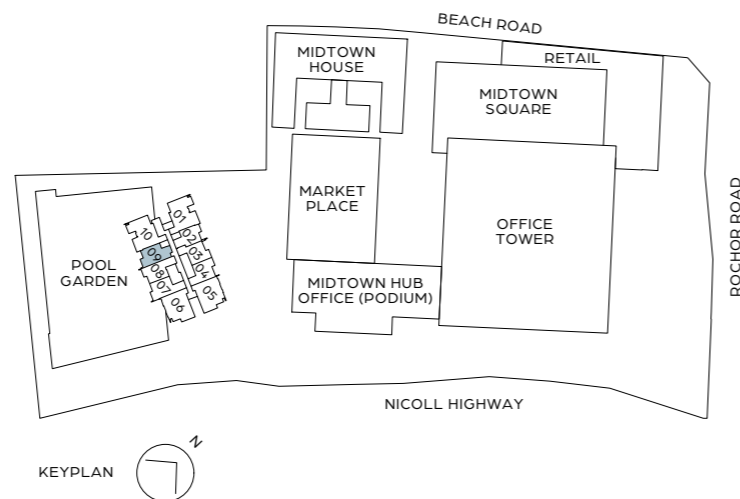 BEACH ROAD
MIDTOWN
HOUSE
RETAIL
MIDTOWN
SQUARE
MARKET
PLACE
OFFICE
TOWER
ROCHOR ROAD
POOL
GARDEN
01
02
03
04
05
10
09
08
07
06
MIDTOWN HUB
OFFICE (PODIUM)
NICOLL HIGHWAY
KEYPLAN
N